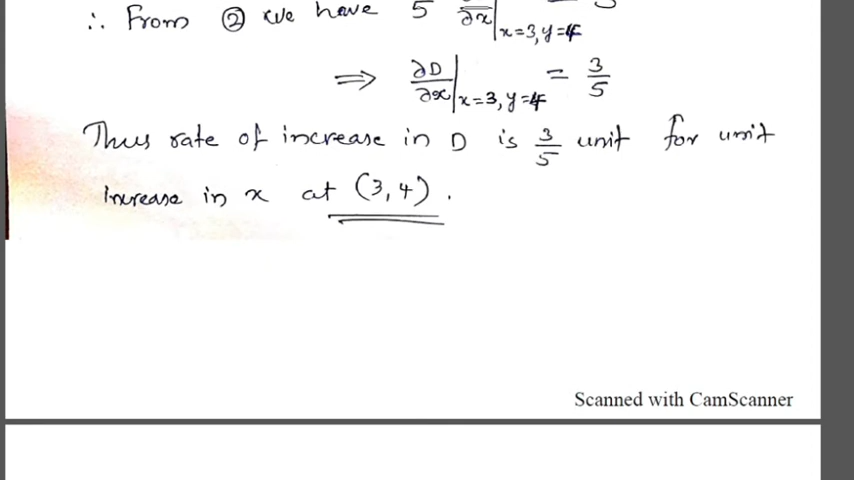 ∴ From ② we have 5 ∂x|x=3,y=4
⇒ ∂D/∂x|x=3,y=4 = 3/5
Thus rate of increase in D is 3/5 unit for unit
increase in x at (3,4).
Scanned with CamScanner